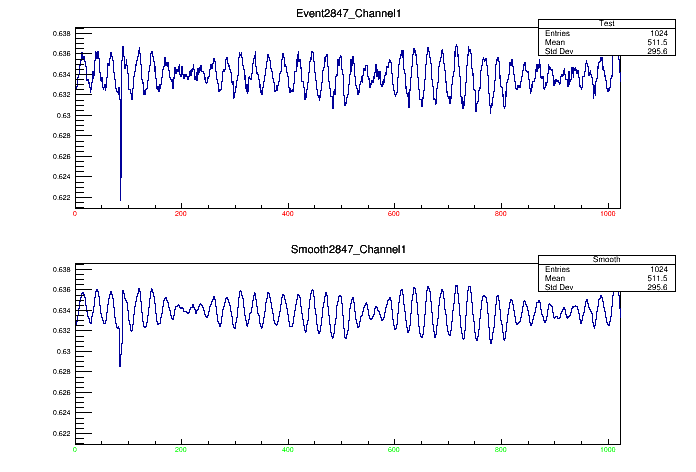 Event2847_Channel1
Test
Entries 1024
Mean 511.5
Std Dev 295.6
0.638
0.636
0.634
0.632
0.63
0.628
0.626
0.624
0.622
0 200 400 600 800 1000
Smooth2847_Channel1
Smooth
Entries 1024
Mean 511.5
Std Dev 295.6
0.638
0.636
0.634
0.632
0.63
0.628
0.626
0.624
0.622
0 200 400 600 800 1000